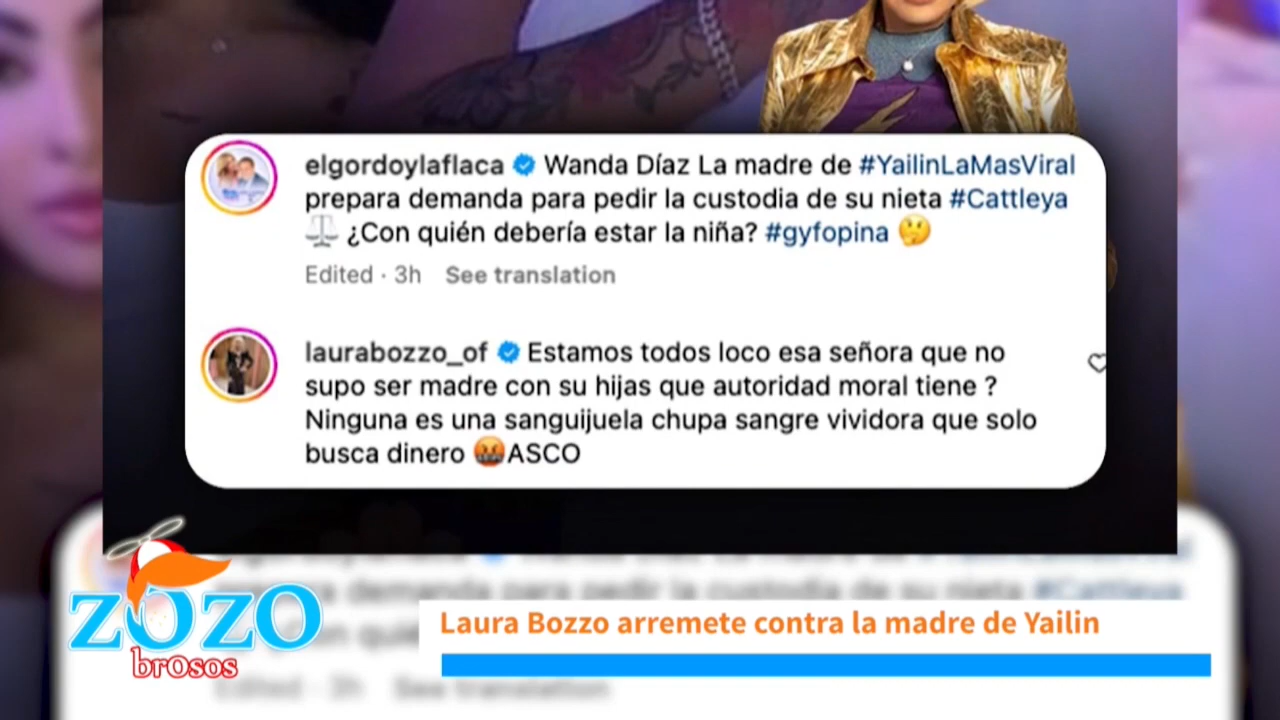 elgordoylaflaca Wanda Díaz La madre de #YailinLaMasViral
prepara demanda para pedir la custodia de su nieta #Cattleya
⚖️ ¿Con quién debería estar la niña? #gyfopina 🤔
Edited · 3h See translation
laurabozzo_of Estamos todos loco esa señora que no
supo ser madre con su hijas que autoridad moral tiene ?
Ninguna es una sanguijuela chupa sangre vividora que solo
busca dinero 🤬ASCO
ZOZO
brOsos
Laura Bozzo arremete contra la madre de Yailin